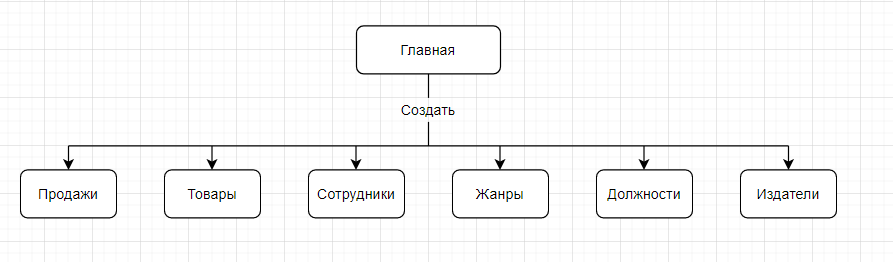 Главная
Создать
Продажи
Товары
Сотрудники
Жанры
Должности
Издатели